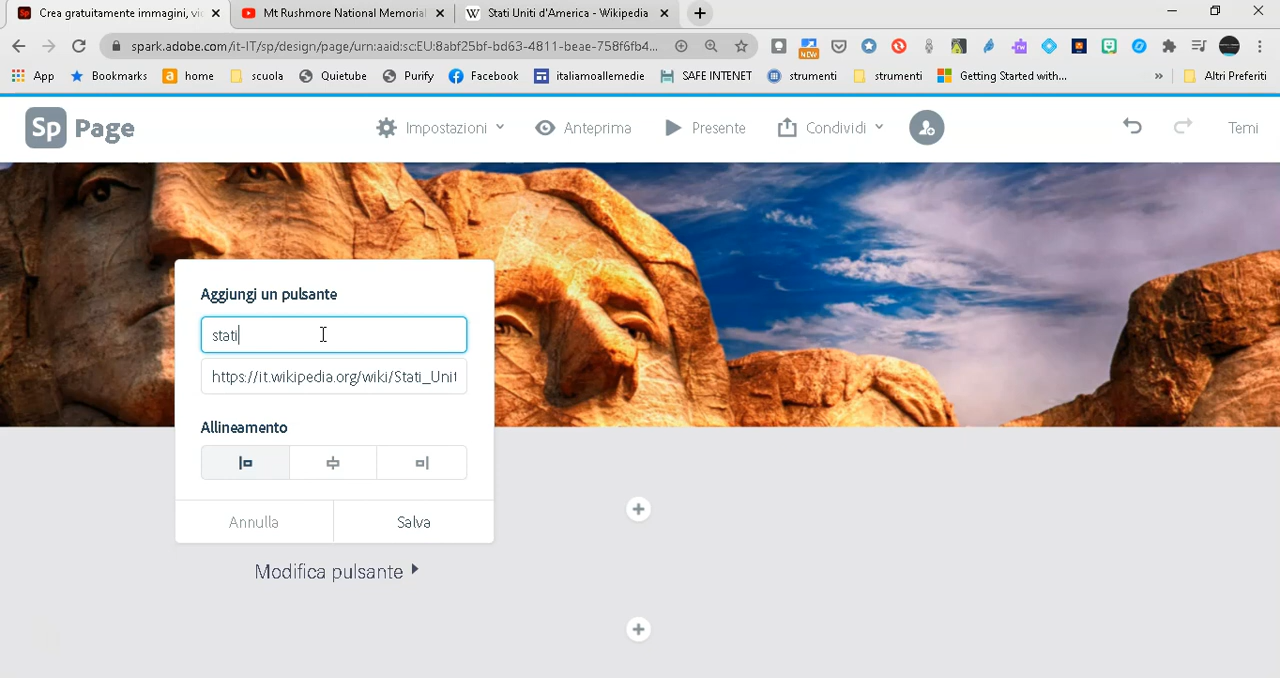 Crea gratuitamente immagini, vic
Mt Rushmore National Memorial
Stati Uniti d'America - Wikipedia
spark.adobe.com/it-IT/sp/design/page/urn:aaid:sc:EU:8abf25bf-bd63-4811-beae-758f6fb4...
NEW
App
Bookmarks
home
scuola
Quietube
Purify
Facebook
italiamoallemedie
SAFE INTENET
strumenti
strumenti
Getting Started with...
»
Altri Preferiti
Sp Page
Impostazioni
Anteprima
Presente
Condividi
Temi
Aggiungi un pulsante
stati
https://it.wikipedia.org/wiki/Stati_Unit
Allineamento
Annulla
Salva
Modifica pulsante